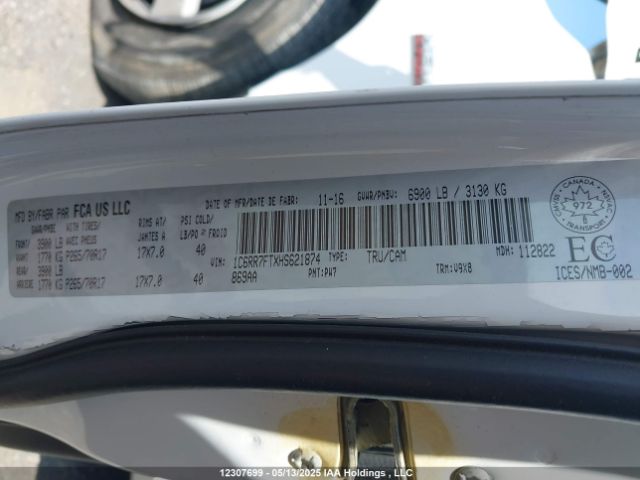 MFD BY/FABR PAR FCA US LLC
DATE OF MFR/DATE DE FABR: 11-16 GVWR/PNBV: 6900 LB / 3130 KG
GAWR/PNBE WITH TIRES/ RIMS AT/ PSI COLD/
AVEC PNEUS JANTES A LB/PO² FROID
FRONT/ 3900 LB
AVANT 1770 KG P265/70R17 17X7.0 40
REAR/ 3900 LB
ARRIERE 1770 KG P265/70R17 17X7.0 40
VIN: 1C6RR7FTXHS621874 TYPE: TRU/CAM MDH: 112822
869AA PNT: PW7 TRM: V9X8
CANADA
972
6
EC
ICES/NMB-002
12307699 - 05/13/2025 IAA Holdings , LLC